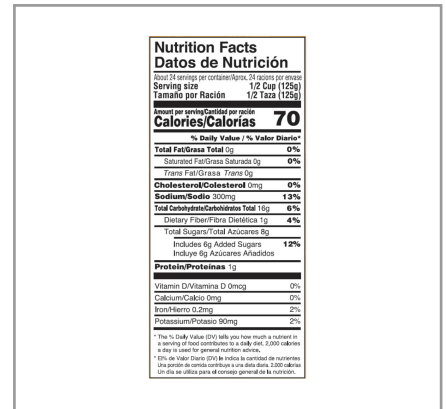 Nutrition Facts
Datos de Nutrición
About 24 servings per container/Aprox. 24 racions por envase
Serving size 1/2 Cup (125g)
Tamaño por Ración 1/2 Taza (125g)
Amount per serving/Cantidad por ración
Calories/Calorías 70
% Daily Value / % Valor Diario*
Total Fat/Grasa Total 0g 0%
Saturated Fat/Grasa Saturada 0g 0%
Trans Fat/Grasa Trans 0g
Cholesterol/Colesterol 0mg 0%
Sodium/Sodio 300mg 13%
Total Carbohydrate/Carbohidratos Total 16g 6%
Dietary Fiber/Fibra Dietética 1g 4%
Total Sugars/Total Azúcares 8g
Includes 6g Added Sugars 12%
Incluye 6g Azúcares Añadidos
Protein/Proteínas 1g
Vitamin D/Vitamina D 0mcg 0%
Calcium/Calcio 0mg 0%
Iron/Hierro 0.2mg 2%
Potassium/Potasio 90mg 2%
* The % Daily Value (DV) tells you how much a nutrient in
a serving of food contributes to a daily diet. 2,000 calories
a day is used for general nutrition advice.
* El% de Valor Diario (DV) le indica la cantidad de nutrientes
Una porción de comida contribuye a una dieta diaria. 2,000 calorías
Un día se utiliza para el consejo general de la nutrición.